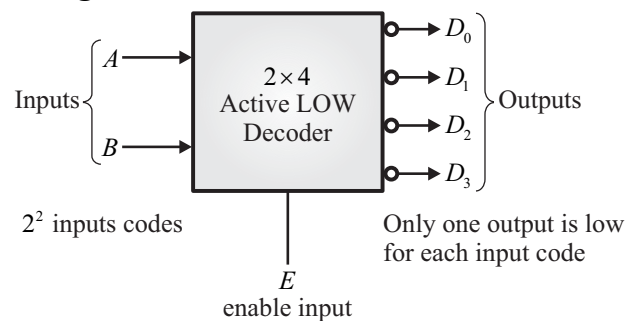 A
B
Inputs
2×4
Active LOW
Decoder
D₀
D₁
D₂
D₃
Outputs
2² inputs codes
Only one output is low
for each input code
E
enable input